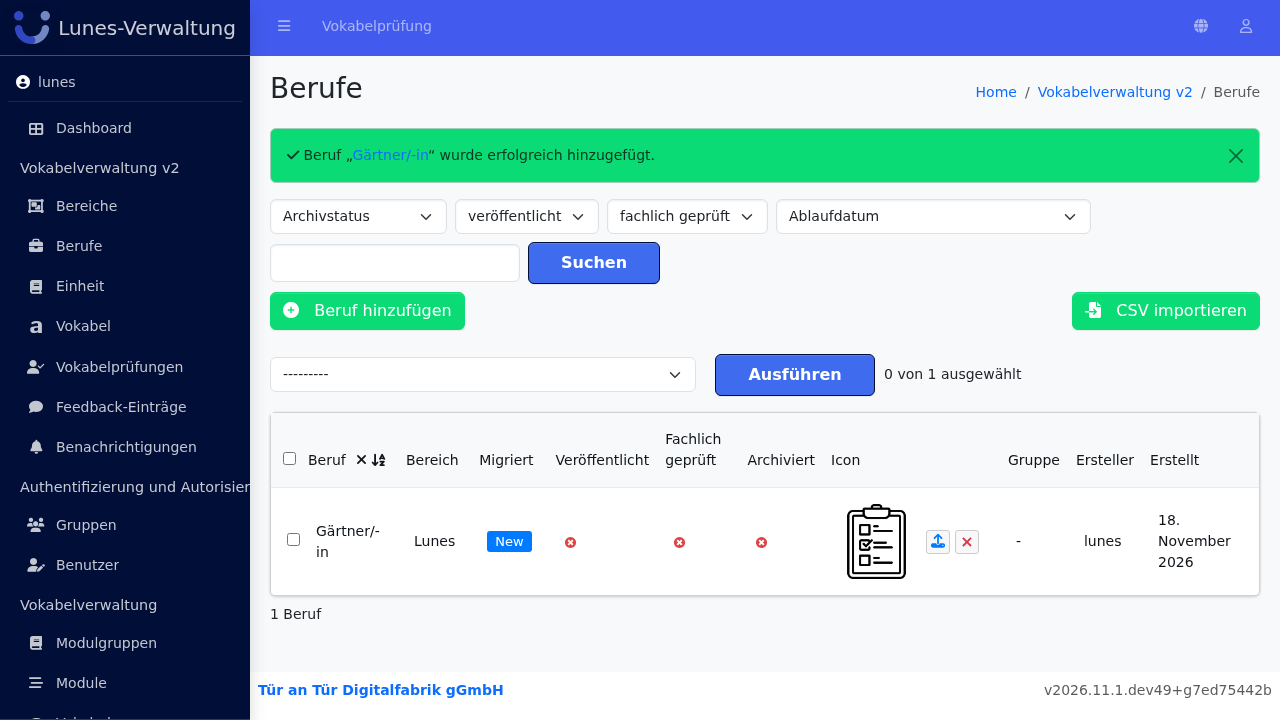 Lunes-Verwaltung
Vokabelprüfung
lunes
Dashboard
Vokabelverwaltung v2
Bereiche
Berufe
Einheit
Vokabel
Vokabelprüfungen
Feedback-Einträge
Benachrichtigungen
Authentifizierung und Autorisier
Gruppen
Benutzer
Vokabelverwaltung
Modulgruppen
Module
Berufe
Home / Vokabelverwaltung v2 / Berufe
Beruf „Gärtner/-in“ wurde erfolgreich hinzugefügt.
Archivstatus veröffentlicht fachlich geprüft Ablaufdatum
Suchen
Beruf hinzufügen CSV importieren
--------- Ausführen 0 von 1 ausgewählt
Beruf Bereich Migriert Veröffentlicht Fachlich geprüft Archiviert Icon Gruppe Ersteller Erstellt
Gärtner/-in Lunes New - lunes 18. November 2026
1 Beruf
Tür an Tür Digitalfabrik gGmbH
v2026.11.1.dev49+g7ed75442b